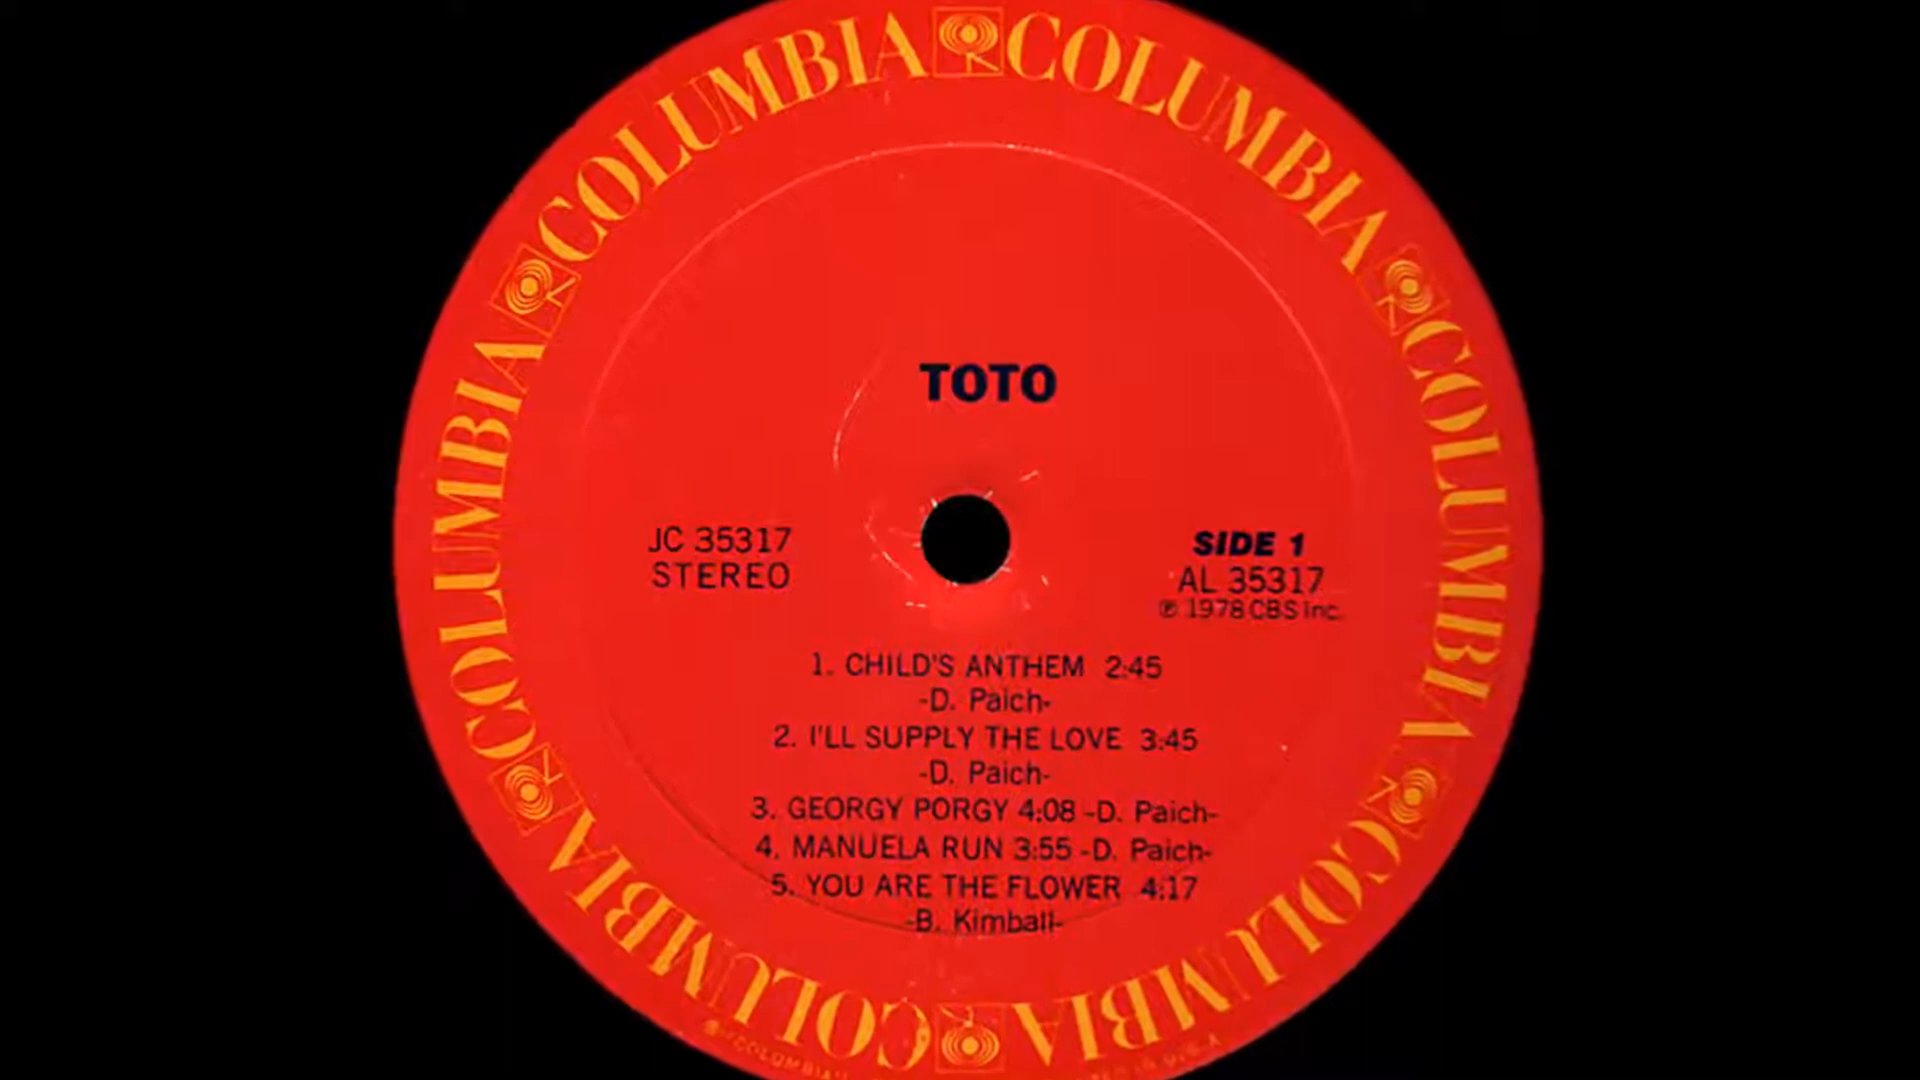 COLUMBIA COLUMBIA COLUMBIA COLUMBIA COLUMBIA COLUMBIA
TOTO
JC 35317
STEREO
SIDE 1
AL 35317
℗ 1978 CBS Inc.
1. CHILD'S ANTHEM 2:45
-D. Paich-
2. I'LL SUPPLY THE LOVE 3:45
-D. Paich-
3. GEORGY PORGY 4:08 -D. Paich-
4. MANUELA RUN 3:55 -D. Paich-
5. YOU ARE THE FLOWER 4:17
-B. Kimball-
"COLUMBIA"